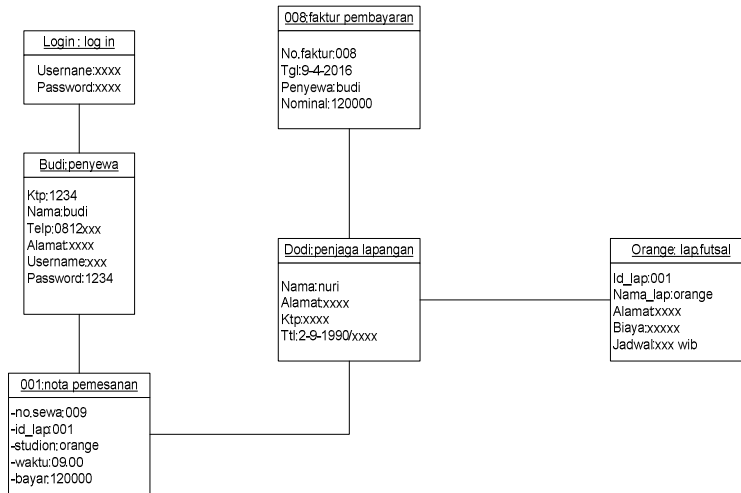 008:faktur pembayaran
No.faktur:008
Tgl:9-4-2016
Penyewa:budi
Nominal:120000
Login : log in
Username:xxxx
Password:xxxx
Budi:penyewa
Ktp:1234
Nama:budi
Telp:0812xxx
Alamat:xxxx
Username:xxx
Password:1234
Dodi:penjaga lapangan
Nama:nuri
Alamat:xxxx
Ktp:xxxx
Ttl:2-9-1990/xxxx
Orange: lap.futsal
Id_lap:001
Nama_lap:orange
Alamat:xxxx
Biaya:xxxxx
Jadwal:xxx wib
001:nota pemesanan
-no.sewa:009
-id_lap:001
-studion:orange
-waktu:09.00
-bayar:120000